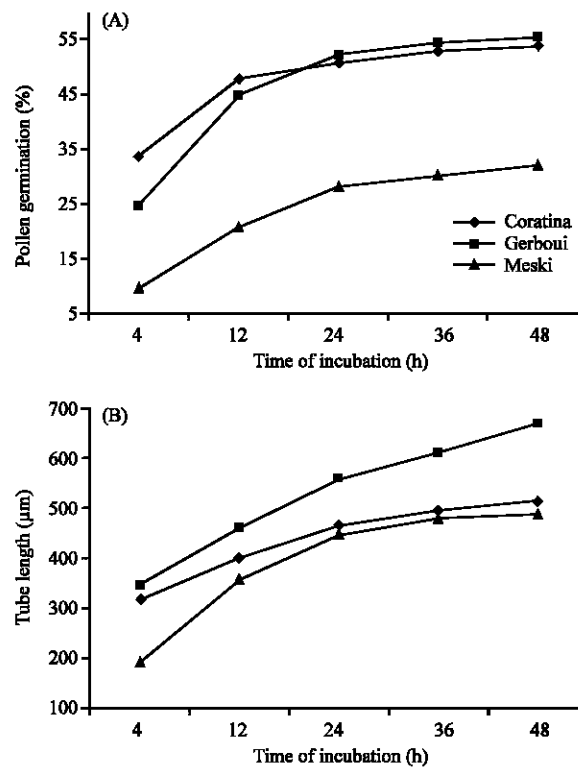 (A)
55
45
35
25
15
5
Pollen germination (%)
Coratina
Gerboui
Meski
4 12 24 36 48
Time of incubation (h)
(B)
700
600
500
400
300
200
100
Tube length (µm)
4 12 24 36 48
Time of incubation (h)